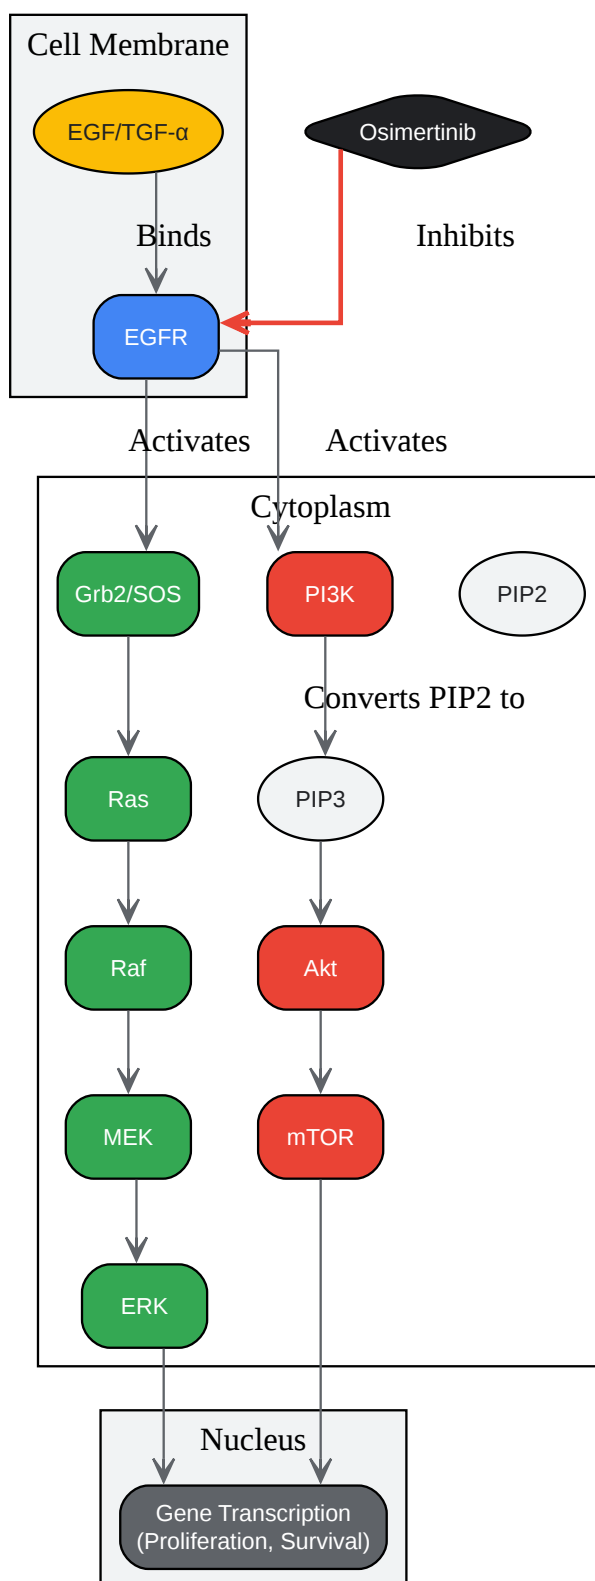 Cell Membrane
EGF/TGF-α
Osimertinib
Binds
Inhibits
EGFR
Activates
Activates
Cytoplasm
Grb2/SOS
PI3K
PIP2
Converts PIP2 to
Ras
PIP3
Raf
Akt
MEK
mTOR
ERK
Nucleus
Gene Transcription
(Proliferation, Survival)